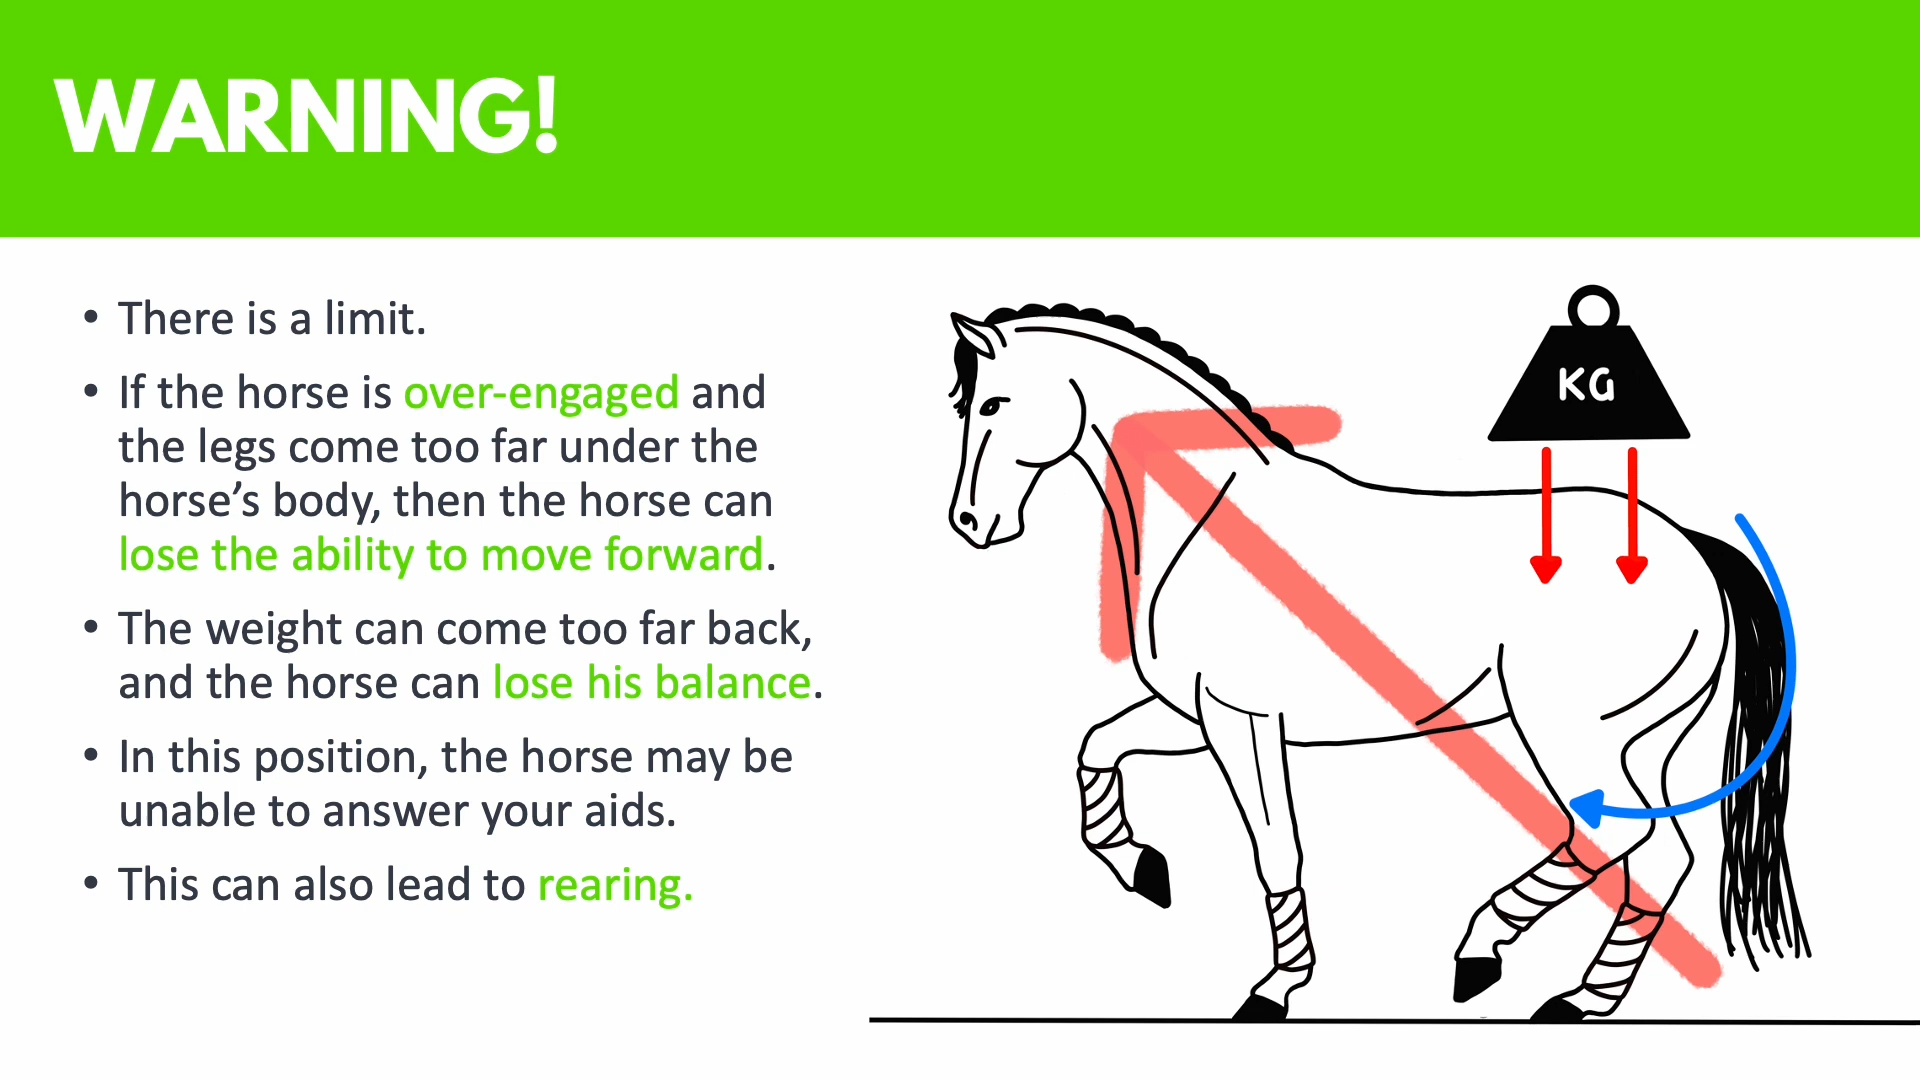 WARNING!
• There is a limit.
• If the horse is over-engaged and
the legs come too far under the
horse’s body, then the horse can
lose the ability to move forward.
• The weight can come too far back,
and the horse can lose his balance.
• In this position, the horse may be
unable to answer your aids.
• This can also lead to rearing.
KG